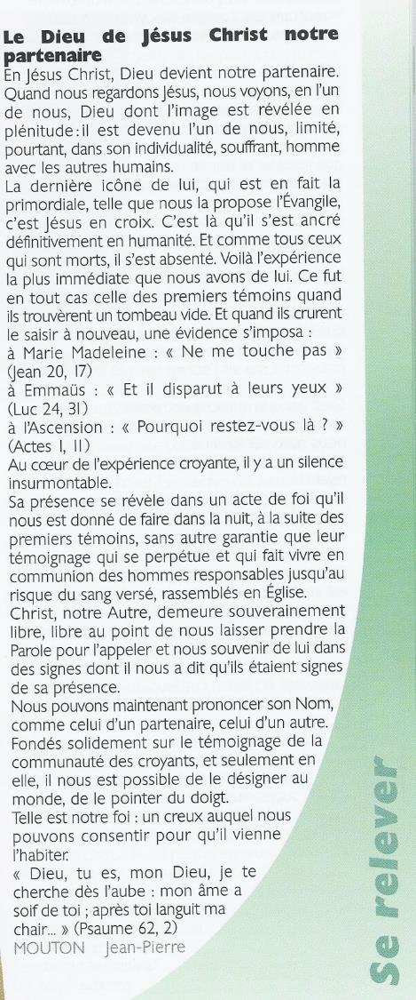 Le Dieu de Jésus Christ notre
partenaire
En Jésus Christ, Dieu devient notre partenaire.
Quand nous regardons Jésus, nous voyons, en l'un
de nous, Dieu dont l'image est révélée en
plénitude : il est devenu l'un de nous, limité,
pourtant, dans son individualité, souffrant, homme
avec les autres humains.
La dernière icône de lui, qui est en fait la
primordiale, telle que nous la propose l'Évangile,
c'est Jésus en croix. C'est là qu'il s'est ancré
définitivement en humanité. Et comme tous ceux
qui sont morts, il s'est absenté. Voilà l'expérience
la plus immédiate que nous avons de lui. Ce fut
en tout cas celle des premiers témoins quand
ils trouvèrent un tombeau vide. Et quand ils crurent
le saisir à nouveau, une évidence s'imposa :
à Marie Madeleine : « Ne me touche pas »
(Jean 20, 17)
à Emmaüs : « Et il disparut à leurs yeux »
(Luc 24, 31)
à l'Ascension : « Pourquoi restez-vous là ? »
(Actes 1, 11)
Au cœur de l'expérience croyante, il y a un silence
insurmontable.
Sa présence se révèle dans un acte de foi qu'il
nous est donné de faire dans la nuit, à la suite des
premiers témoins, sans autre garantie que leur
témoignage qui se perpétue et qui fait vivre en
communion des hommes responsables jusqu'au
risque du sang versé, rassemblés en Église.
Christ, notre Autre, demeure souverainement
libre, libre au point de nous laisser prendre la
Parole pour l'appeler et nous souvenir de lui dans
des signes dont il nous a dit qu'ils étaient signes
de sa présence.
Nous pouvons maintenant prononcer son Nom,
comme celui d'un partenaire, celui d'un autre.
Fondés solidement sur le témoignage de la
communauté des croyants, et seulement en
elle, il nous est possible de le désigner au
monde, de le pointer du doigt.
Telle est notre foi : un creux auquel nous
pouvons consentir pour qu'il vienne
l'habiter.
« Dieu, tu es, mon Dieu, je te
cherche dès l'aube : mon âme a
soif de toi ; après toi languit ma
chair... » (Psaume 62, 2)
MOUTON Jean-Pierre
Se relever